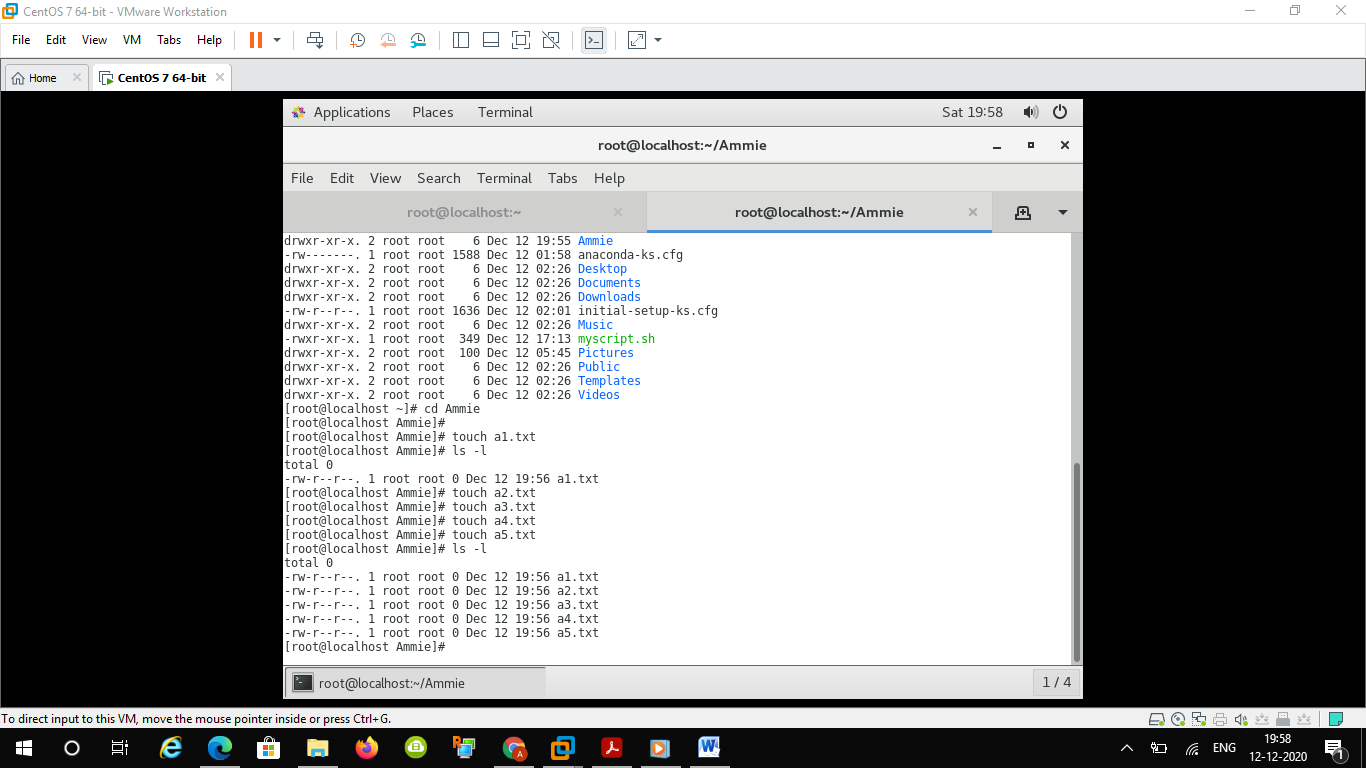 CentOS 7 64-bit - VMware Workstation
File Edit View VM Tabs Help
Home CentOS 7 64-bit
Applications Places Terminal Sat 19:58
root@localhost:~/Ammie
File Edit View Search Terminal Tabs Help
root@localhost:~ root@localhost:~/Ammie
drwxr-xr-x. 2 root root    6 Dec 12 19:55 Ammie
-rw-------. 1 root root 1588 Dec 12 01:58 anaconda-ks.cfg
drwxr-xr-x. 2 root root    6 Dec 12 02:26 Desktop
drwxr-xr-x. 2 root root    6 Dec 12 02:26 Documents
drwxr-xr-x. 2 root root    6 Dec 12 02:26 Downloads
-rw-r--r--. 1 root root 1636 Dec 12 02:01 initial-setup-ks.cfg
drwxr-xr-x. 2 root root    6 Dec 12 02:26 Music
-rwxr-xr-x. 1 root root  349 Dec 12 17:13 myscript.sh
drwxr-xr-x. 2 root root  100 Dec 12 05:45 Pictures
drwxr-xr-x. 2 root root    6 Dec 12 02:26 Public
drwxr-xr-x. 2 root root    6 Dec 12 02:26 Templates
drwxr-xr-x. 2 root root    6 Dec 12 02:26 Videos
[root@localhost ~]# cd Ammie
[root@localhost Ammie]#
[root@localhost Ammie]# touch a1.txt
[root@localhost Ammie]# ls -l
total 0
-rw-r--r--. 1 root root 0 Dec 12 19:56 a1.txt
[root@localhost Ammie]# touch a2.txt
[root@localhost Ammie]# touch a3.txt
[root@localhost Ammie]# touch a4.txt
[root@localhost Ammie]# touch a5.txt
[root@localhost Ammie]# ls -l
total 0
-rw-r--r--. 1 root root 0 Dec 12 19:56 a1.txt
-rw-r--r--. 1 root root 0 Dec 12 19:56 a2.txt
-rw-r--r--. 1 root root 0 Dec 12 19:56 a3.txt
-rw-r--r--. 1 root root 0 Dec 12 19:56 a4.txt
-rw-r--r--. 1 root root 0 Dec 12 19:56 a5.txt
[root@localhost Ammie]#
root@localhost:~/Ammie 1 / 4
To direct input to this VM, move the mouse pointer inside or press Ctrl+G.
ENG 19:58
12-12-2020 1